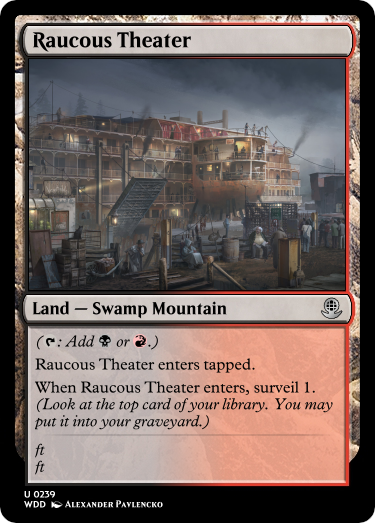 Raucous Theater
Land — Swamp Mountain
(: Add or .)
Raucous Theater enters tapped.
When Raucous Theater enters, surveil 1.
(Look at the top card of your library. You may
put it into your graveyard.)
ft
ft
U 0239
WDD ALEXANDER PAVLENCKO